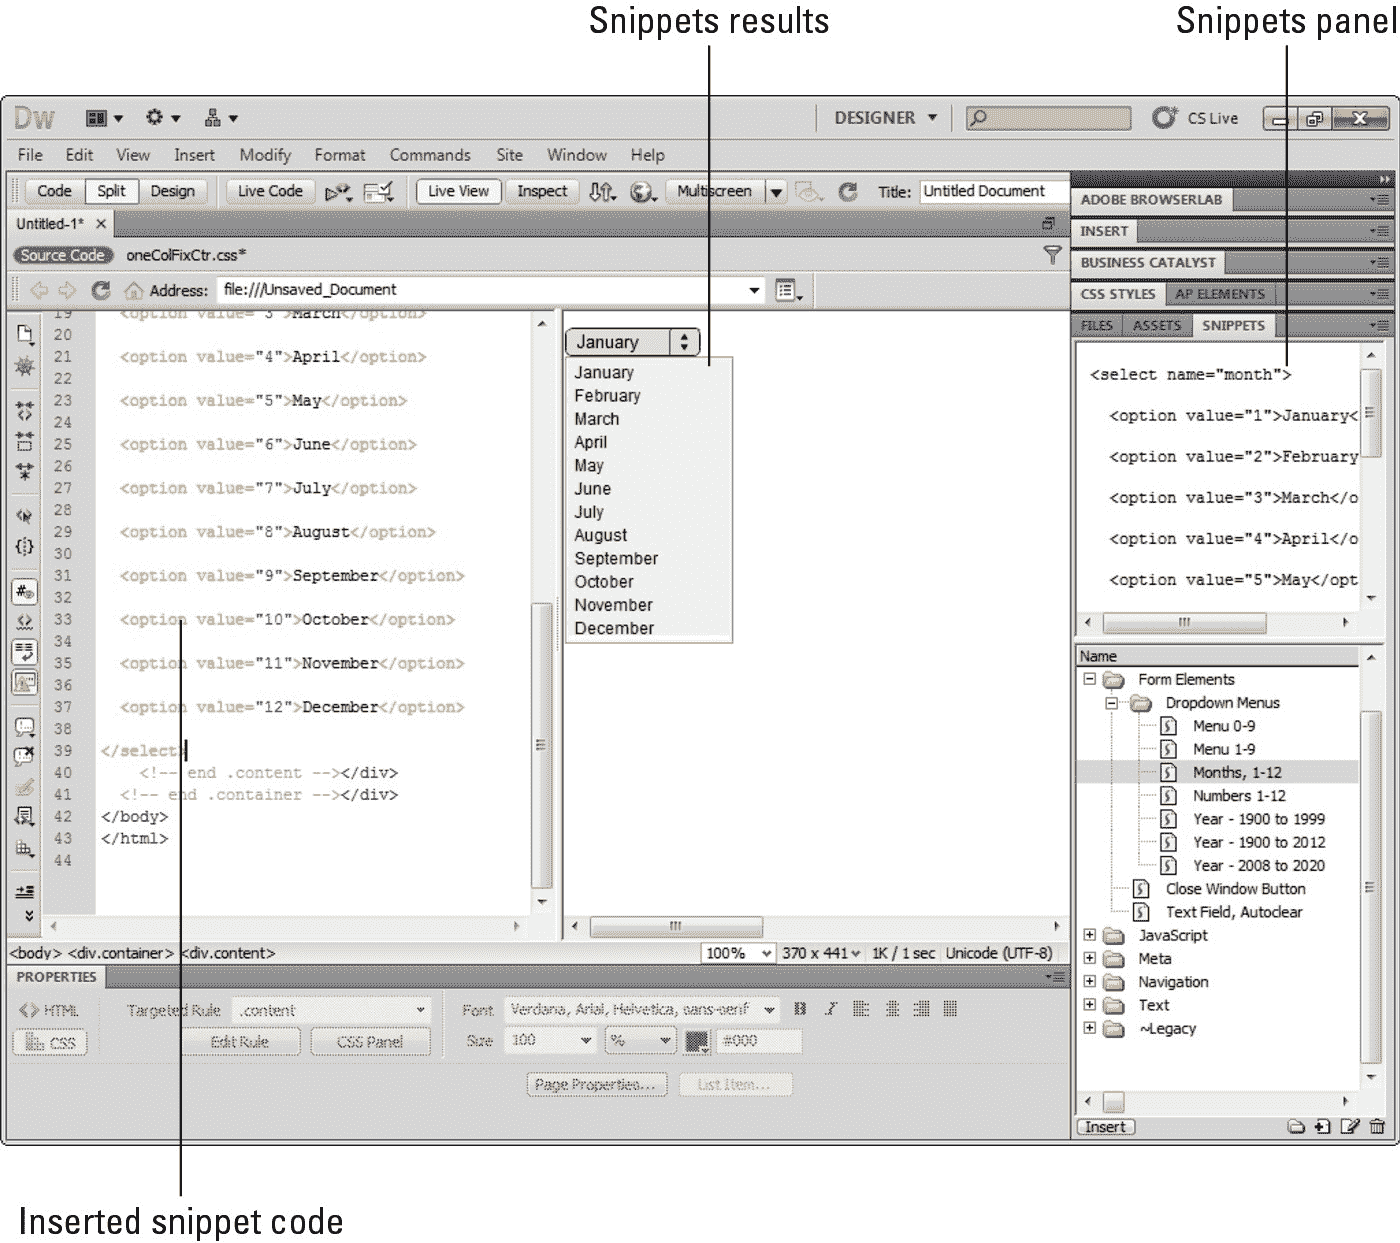 Snippets results
Snippets panel
Dw
DESIGNER
CS Live
File Edit View Insert Modify Format Commands Site Window Help
Code Split Design Live Code Live View Inspect Multiscreen Title: Untitled Document
Untitled-1*
Source Code oneColFixCtr.css*
Address: file:///Unsaved_Document
19 <option value="3">March</option>
20
21 <option value="4">April</option>
22
23 <option value="5">May</option>
24
25 <option value="6">June</option>
26
27 <option value="7">July</option>
28
29 <option value="8">August</option>
30
31 <option value="9">September</option>
32
33 <option value="10">October</option>
34
35 <option value="11">November</option>
36
37 <option value="12">December</option>
38
39 </select>
40 <!-- end .content --></div>
41 <!-- end .container --></div>
42 </body>
43 </html>
44
January
January
February
March
April
May
June
July
August
September
October
November
December
<body> <div.container> <div.content>
100% 370 x 441 1K / 1 sec Unicode (UTF-8)
PROPERTIES
<> HTML
CSS
Targeted Rule .content
Edit Rule CSS Panel
Font Verdana, Arial, Helvetica, sans-serif B I
Size 100 % #000
Page Properties... List Item...
ADOBE BROWSERLAB
INSERT
BUSINESS CATALYST
CSS STYLES AP ELEMENTS
FILES ASSETS SNIPPETS
<select name="month">
<option value="1">January<
<option value="2">February
<option value="3">March</o
<option value="4">April</o
<option value="5">May</opt
Name
Form Elements
Dropdown Menus
Menu 0-9
Menu 1-9
Months, 1-12
Numbers 1-12
Year - 1900 to 1999
Year - 1900 to 2012
Year - 2008 to 2020
Close Window Button
Text Field, Autoclear
JavaScript
Meta
Navigation
Text
~Legacy
Insert
Inserted snippet code